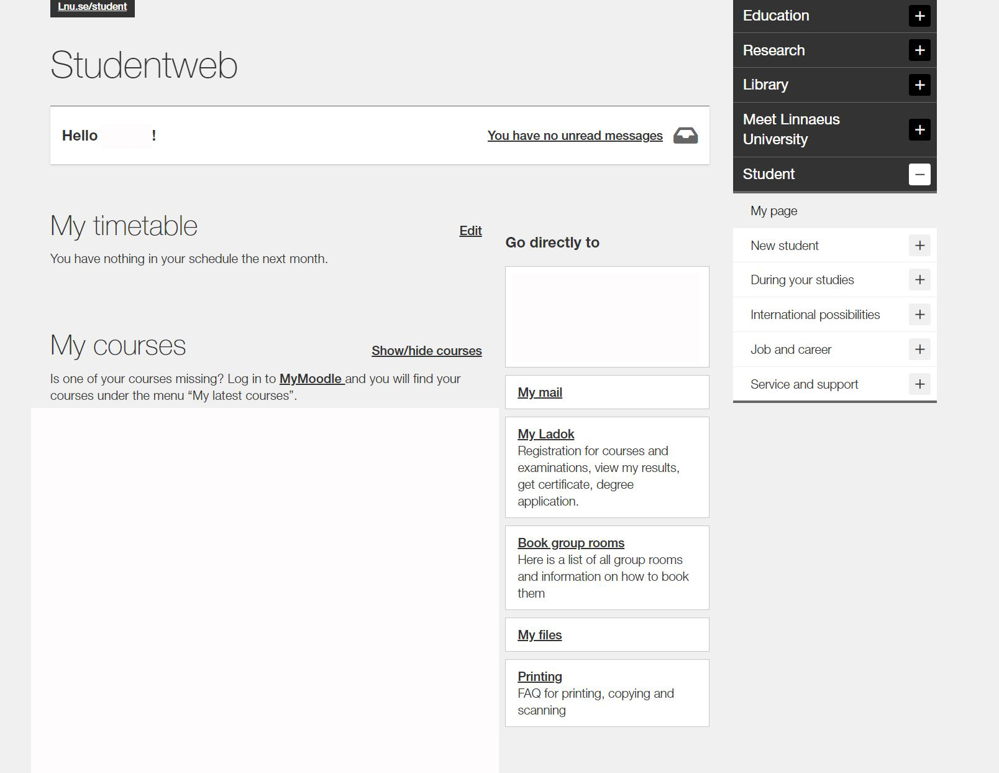 Lnu.se/student
Studentweb
Hello !
You have no unread messages
My timetable
Edit
You have nothing in your schedule the next month.
My courses
Show/hide courses
Is one of your courses missing? Log in to MyMoodle and you will find your
courses under the menu “My latest courses”.
Go directly to
My mail
My Ladok
Registration for courses and
examinations, view my results,
get certificate, degree
application.
Book group rooms
Here is a list of all group rooms
and information on how to book
them
My files
Printing
FAQ for printing, copying and
scanning
Education
Research
Library
Meet Linnaeus
University
Student
My page
New student
During your studies
International possibilities
Job and career
Service and support